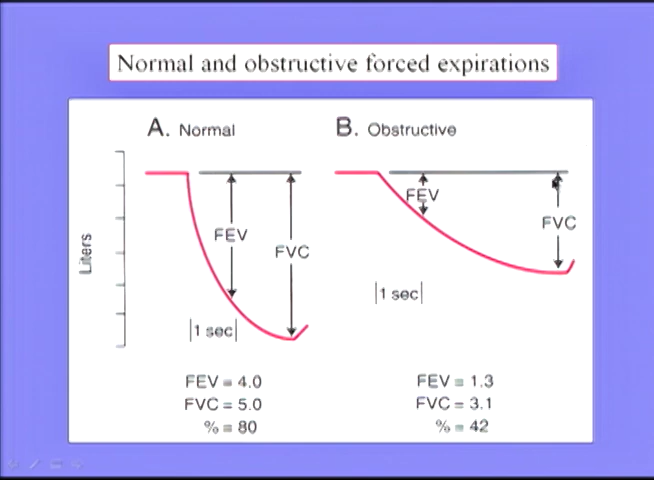 Normal and obstructive forced expirations
A. Normal
B. Obstructive
Liters
FEV
FVC
1 sec
FEV
FVC
1 sec
FEV = 4.0
FVC = 5.0
% = 80
FEV = 1.3
FVC = 3.1
% = 42